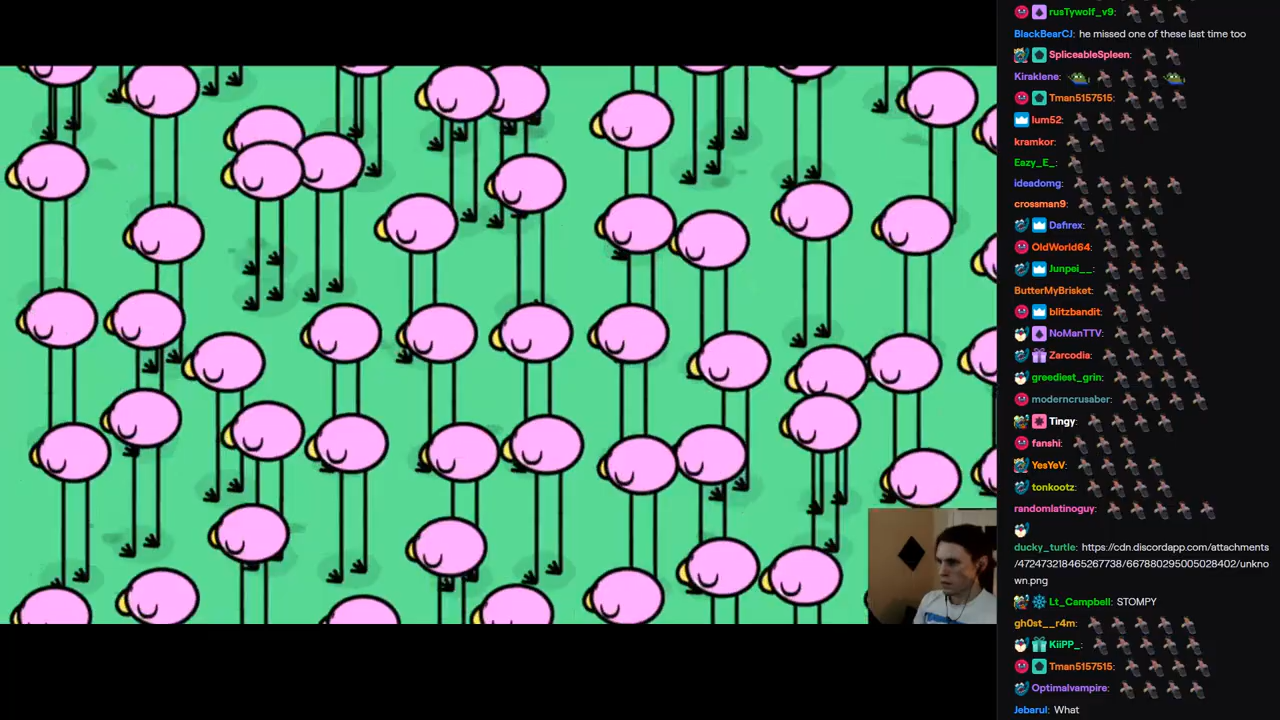 rusTywolf_v9:
BlackBearCJ: he missed one of these last time too
SpliceableSpleen:
Kiraklene:
Tman5157515:
lum52:
kramkor:
Eazy_E_:
ideadomg:
crossman9:
Dafirex:
OldWorld64:
Junpei__:
ButterMyBrisket:
blitzbandit:
NoManTTV:
Zarcodia:
greediest_grin:
moderncrusaber:
Tingy:
fanshi:
YesYeV:
tonkootz:
randomlatinoguy:
ducky_turtle: https://cdn.discordapp.com/attachments
/472473218465267738/667880295005028402/unkno
wn.png
Lt_Campbell: STOMPY
gh0st__r4m:
KiiPP_:
Tman5157515:
Optimalvampire:
Jebarul: What